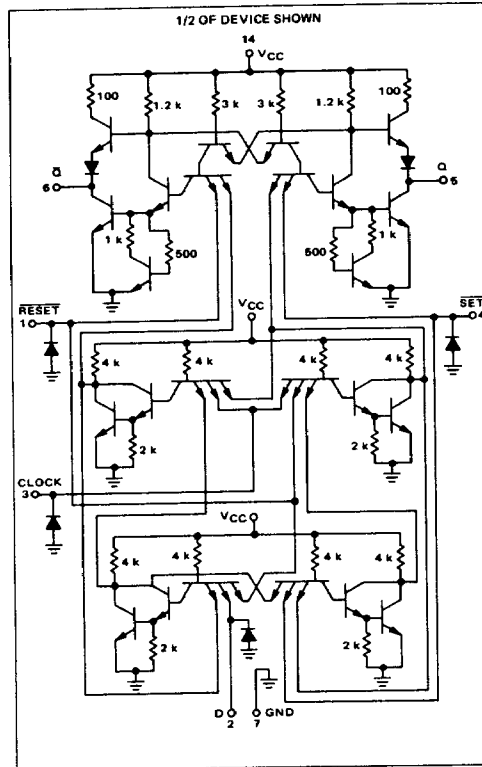 1/2 OF DEVICE SHOWN
14
VCC
100
1.2 k
3 k
3 k
1.2 k
100
Q̅
6
Q
5
1 k
500
500
1 k
R̅E̅S̅E̅T̅
1
VCC
S̅E̅T̅
4
4 k
4 k
4 k
4 k
2 k
2 k
CLOCK
3
VCC
4 k
4 k
4 k
4 k
2 k
2 k
D
2
GND
7